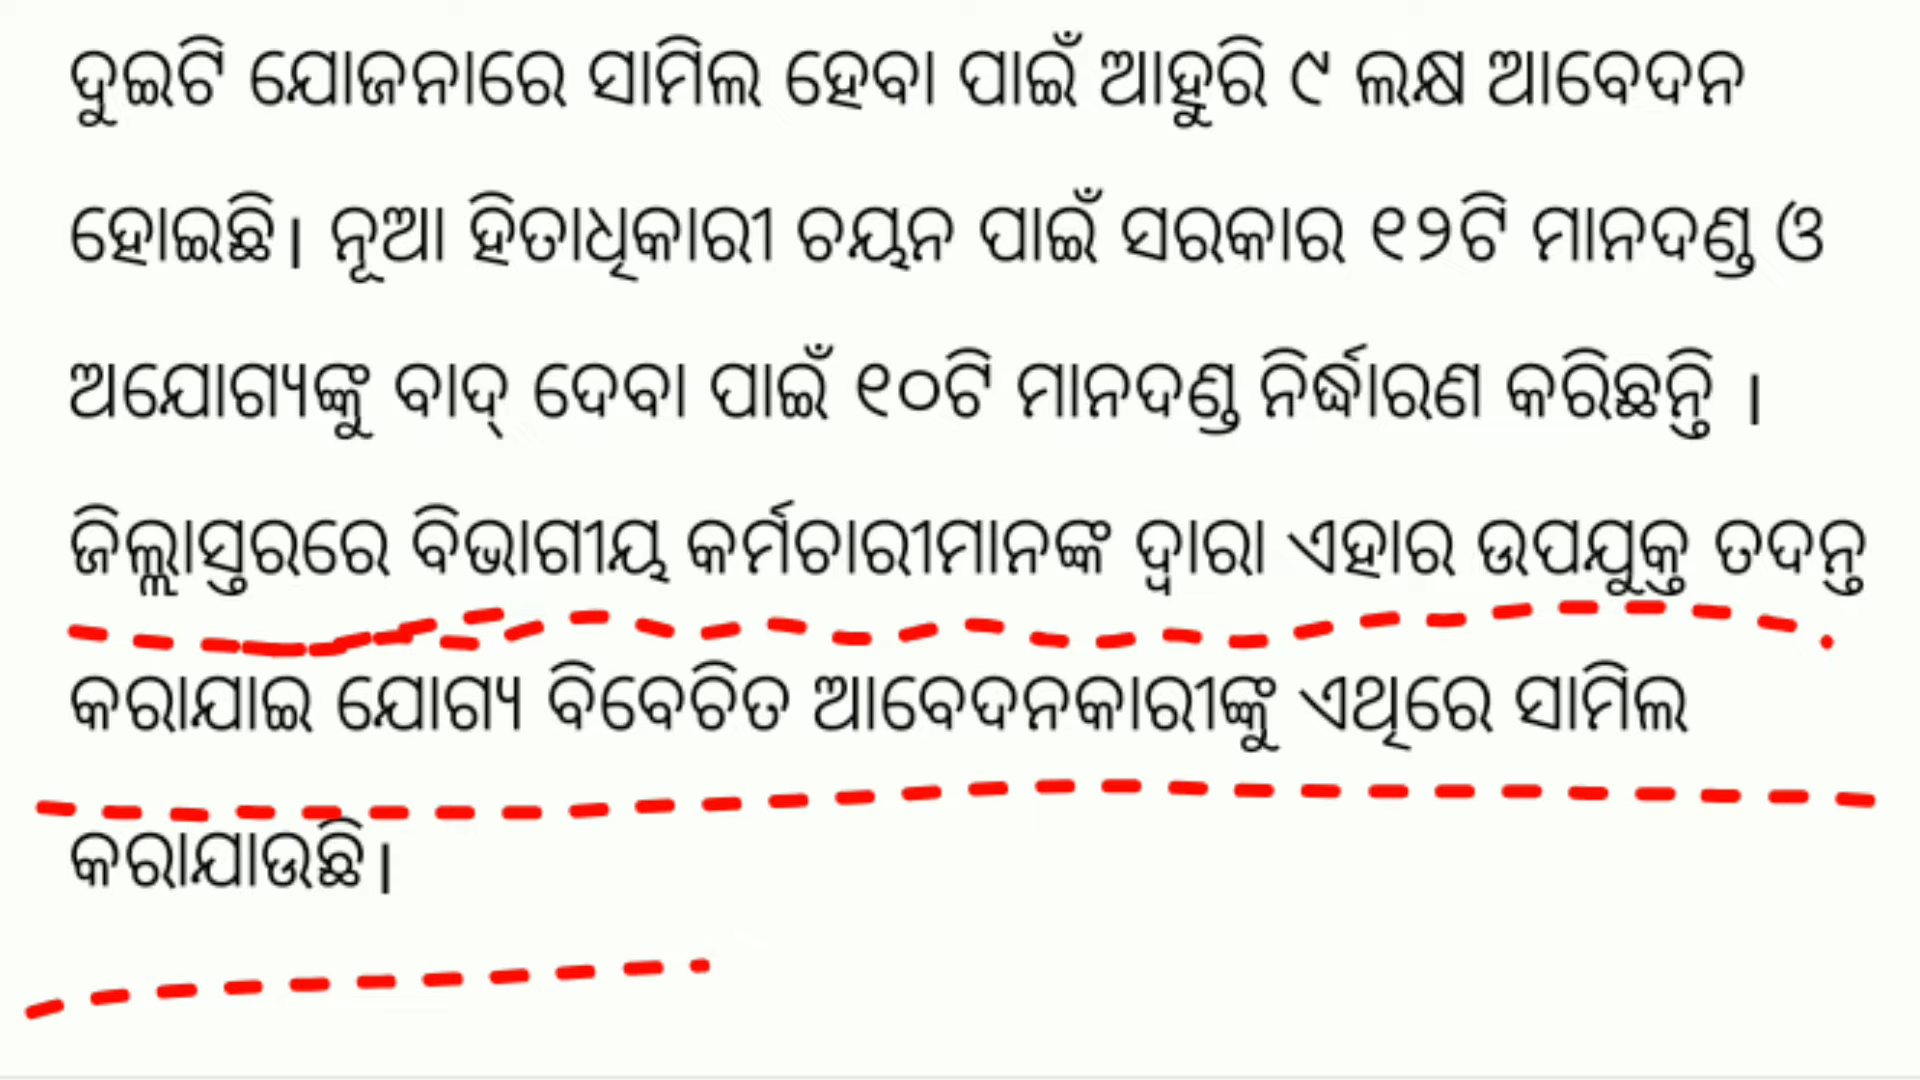 ଦୁଇଟି ଯୋଜନାରେ ସାମିଲ ହେବା ପାଇଁ ଆହୁରି ୯ ଲକ୍ଷ ଆବେଦନ
ହୋଇଛି। ନୂଆ ହିତାଧିକାରୀ ଚୟନ ପାଇଁ ସରକାର ୧୨ଟି ମାନଦଣ୍ଡ ଓ
ଅଯୋଗ୍ୟଙ୍କୁ ବାଦ୍ ଦେବା ପାଇଁ ୧୦ଟି ମାନଦଣ୍ଡ ନିର୍ଦ୍ଧାରଣ କରିଛନ୍ତି ।
ଜିଲ୍ଲାସ୍ତରରେ ବିଭାଗୀୟ କର୍ମଚାରୀମାନଙ୍କ ଦ୍ୱାରା ଏହାର ଉପଯୁକ୍ତ ତଦନ୍ତ
କରାଯାଇ ଯୋଗ୍ୟ ବିବେଚିତ ଆବେଦନକାରୀଙ୍କୁ ଏଥିରେ ସାମିଲ
କରାଯାଉଛି।